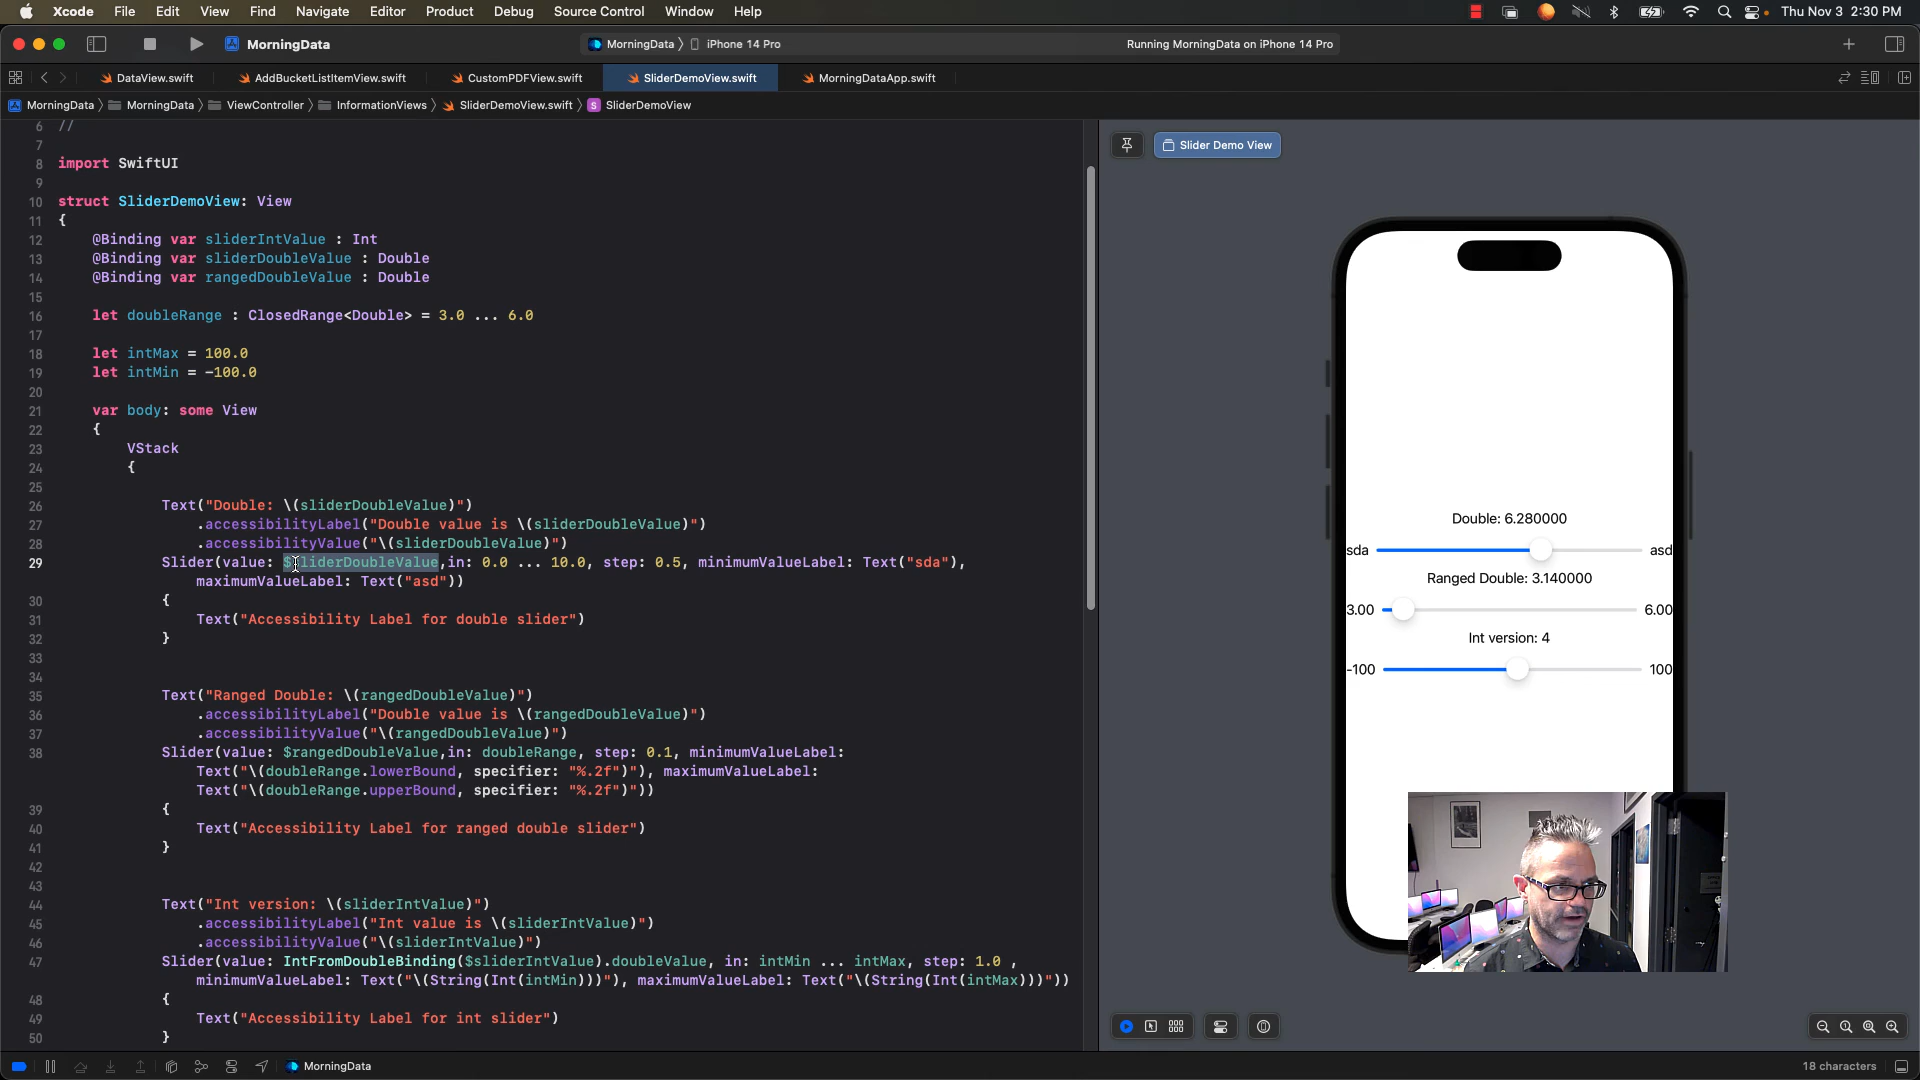 Xcode File Edit View Find Navigate Editor Product Debug Source Control Window Help Thu Nov 3 2:30 PM
MorningData MorningData 〉 iPhone 14 Pro Running MorningData on iPhone 14 Pro
DataView.swift AddBucketListItemView.swift CustomPDFView.swift SliderDemoView.swift MorningDataApp.swift
MorningData 〉 MorningData 〉 ViewController 〉 InformationViews 〉 SliderDemoView.swift 〉 S SliderDemoView
6 //
7
8 import SwiftUI
9
10 struct SliderDemoView: View
11 {
12 @Binding var sliderIntValue : Int
13 @Binding var sliderDoubleValue : Double
14 @Binding var rangedDoubleValue : Double
15
16 let doubleRange : ClosedRange<Double> = 3.0 ... 6.0
17
18 let intMax = 100.0
19 let intMin = -100.0
20
21 var body: some View
22 {
23 VStack
24 {
25
26 Text("Double: \(sliderDoubleValue)")
27 .accessibilityLabel("Double value is \(sliderDoubleValue)")
28 .accessibilityValue("\(sliderDoubleValue)")
29 Slider(value: $sliderDoubleValue,in: 0.0 ... 10.0, step: 0.5, minimumValueLabel: Text("sda"),
maximumValueLabel: Text("asd"))
30 {
31 Text("Accessibility Label for double slider")
32 }
33
34
35 Text("Ranged Double: \(rangedDoubleValue)")
36 .accessibilityLabel("Double value is \(rangedDoubleValue)")
37 .accessibilityValue("\(rangedDoubleValue)")
38 Slider(value: $rangedDoubleValue,in: doubleRange, step: 0.1, minimumValueLabel:
Text("\(doubleRange.lowerBound, specifier: "%.2f")"), maximumValueLabel:
Text("\(doubleRange.upperBound, specifier: "%.2f")"))
39 {
40 Text("Accessibility Label for ranged double slider")
41 }
42
43
44 Text("Int version: \(sliderIntValue)")
45 .accessibilityLabel("Int value is \(sliderIntValue)")
46 .accessibilityValue("\(sliderIntValue)")
47 Slider(value: IntFromDoubleBinding($sliderIntValue).doubleValue, in: intMin ... intMax, step: 1.0 ,
minimumValueLabel: Text("\(String(Int(intMin)))"), maximumValueLabel: Text("\(String(Int(intMax)))"))
48 {
49 Text("Accessibility Label for int slider")
50 }
Slider Demo View
Double: 6.280000
sda asd
Ranged Double: 3.140000
3.00 6.00
Int version: 4
-100 100
MorningData 18 characters